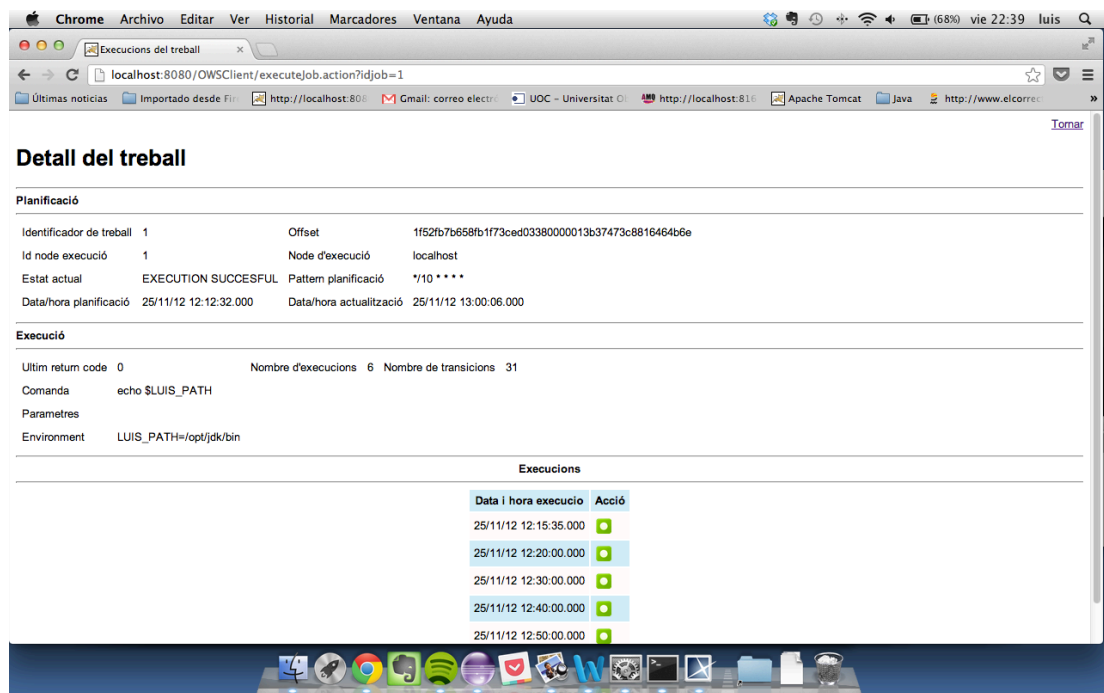 Chrome Archivo Editar Ver Historial Marcadores Ventana Ayuda (68%) vie 22:39 luis
Execucions del treball
localhost:8080/OWSClient/executeJob.action?idjob=1
Últimas noticias Importado desde Fir http://localhost:808 Gmail: correo electró UOC - Universitat O http://localhost:816 Apache Tomcat Java http://www.elcorreo »
Tornar
Detall del treball
Planificació
Identificador de treball 1 Offset 1f52fb7b658fb1f73ced03380000013b37473c8816464b6e
Id node execució 1 Node d'execució localhost
Estat actual EXECUTION SUCCESFUL Pattern planificació */10 * * * *
Data/hora planificació 25/11/12 12:12:32.000 Data/hora actualització 25/11/12 13:00:06.000
Execució
Ultim return code 0 Nombre d'execucions 6 Nombre de transicions 31
Comanda echo $LUIS_PATH
Parametres
Environment LUIS_PATH=/opt/jdk/bin
Execucions
Data i hora execucio Acció
25/11/12 12:15:35.000
25/11/12 12:20:00.000
25/11/12 12:30:00.000
25/11/12 12:40:00.000
25/11/12 12:50:00.000